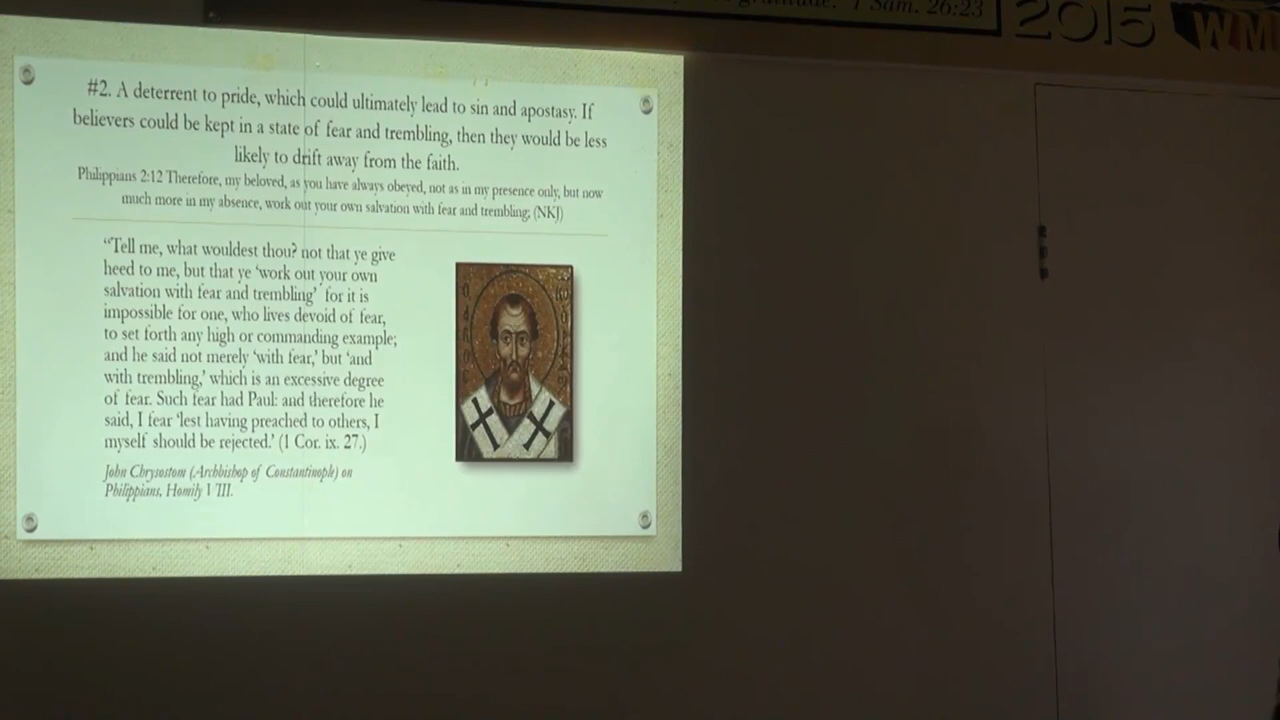 gratitude. 1 Sam. 26:23
2015
WM
#2. A deterrent to pride, which could ultimately lead to sin and apostasy. If
believers could be kept in a state of fear and trembling, then they would be less
likely to drift away from the faith.
Philippians 2:12 Therefore, my beloved, as you have always obeyed, not as in my presence only, but now
much more in my absence, work out your own salvation with fear and trembling; (NKJ)
“Tell me, what wouldest thou? not that ye give
heed to me, but that ye ‘work out your own
salvation with fear and trembling’ for it is
impossible for one, who lives devoid of fear,
to set forth any high or commanding example;
and he said not merely ‘with fear,’ but ‘and
with trembling,’ which is an excessive degree
of fear. Such fear had Paul: and therefore he
said, I fear ‘lest having preached to others, I
myself should be rejected.’ (1 Cor. ix. 27.)
John Chrysostom (Archbishop of Constantinople) on
Philippians, Homily VIII.